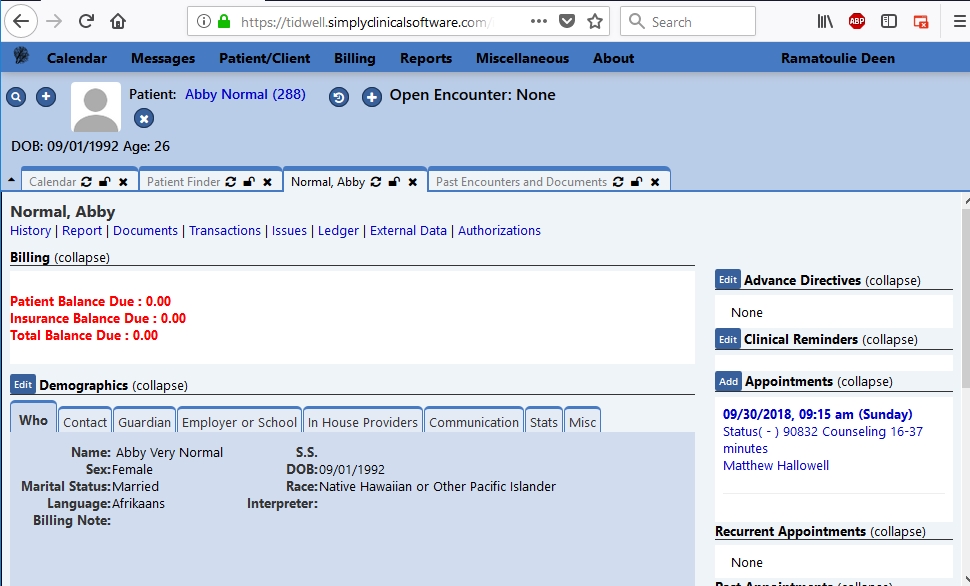 https://tidwell.simplyclinicalsoftware.com/
Search
ABP
Calendar Messages Patient/Client Billing Reports Miscellaneous About Ramatoulie Deen
Patient: Abby Normal (288) Open Encounter: None
DOB: 09/01/1992 Age: 26
Calendar Patient Finder Normal, Abby Past Encounters and Documents
Normal, Abby
History | Report | Documents | Transactions | Issues | Ledger | External Data | Authorizations
Billing (collapse)
Patient Balance Due : 0.00
Insurance Balance Due : 0.00
Total Balance Due : 0.00
Edit Demographics (collapse)
Who Contact Guardian Employer or School In House Providers Communication Stats Misc
Name: Abby Very Normal S.S.
Sex:Female DOB:09/01/1992
Marital Status:Married Race:Native Hawaiian or Other Pacific Islander
Language:Afrikaans Interpreter:
Billing Note:
Edit Advance Directives (collapse)
None
Edit Clinical Reminders (collapse)
Add Appointments (collapse)
09/30/2018, 09:15 am (Sunday)
Status( - ) 90832 Counseling 16-37
minutes
Matthew Hallowell
Recurrent Appointments (collapse)
None
Past Appointments (collapse)